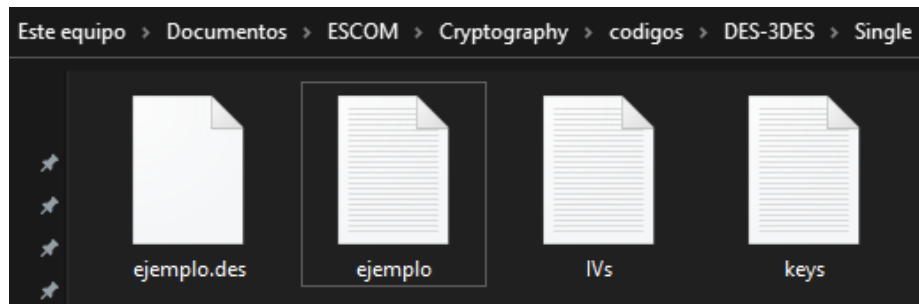 Este equipo > Documentos > ESCOM > Cryptography > codigos > DES-3DES > Single
ejemplo.des
ejemplo
IVs
keys